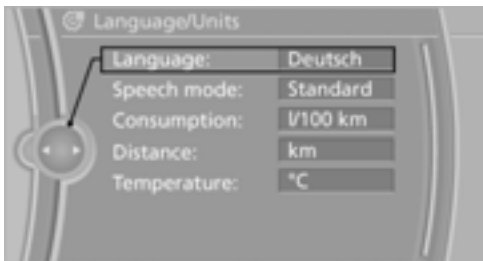 Language/Units
Language: Deutsch
Speech mode: Standard
Consumption: l/100 km
Distance: km
Temperature: °C